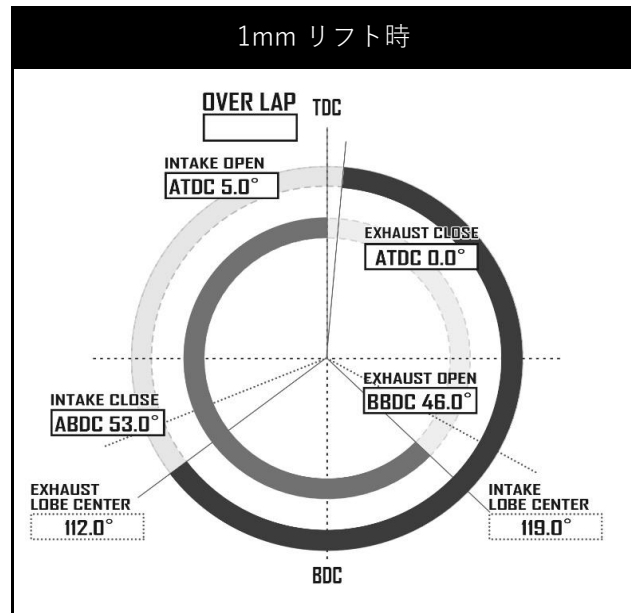 1mm リフト時
OVER LAP
TDC
INTAKE OPEN
ATDC 5.0°
EXHAUST CLOSE
ATDC 0.0°
EXHAUST OPEN
BBDC 46.0°
INTAKE CLOSE
ABDC 53.0°
EXHAUST
LOBE CENTER
112.0°
INTAKE
LOBE CENTER
119.0°
BDC